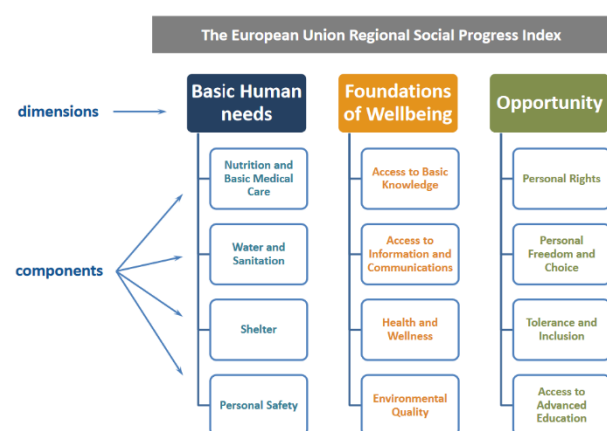 The European Union Regional Social Progress Index
dimensions
Basic Human
needs
Foundations
of Wellbeing
Opportunity
components
Nutrition and
Basic Medical
Care
Water and
Sanitation
Shelter
Personal Safety
Access to Basic
Knowledge
Access to
Information and
Communications
Health and
Wellness
Environmental
Quality
Personal Rights
Personal
Freedom and
Choice
Tolerance and
Inclusion
Access to
Advanced
Education